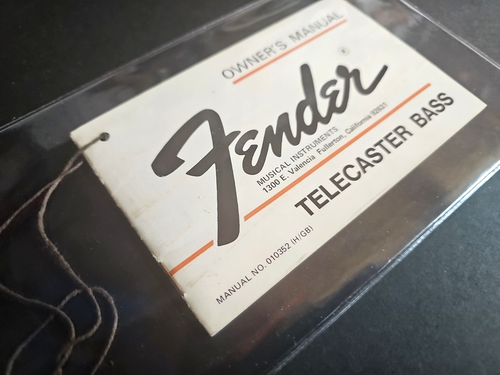 OWNER'S MANUAL
Fender®
MUSICAL INSTRUMENTS
1300 E. Valencia Fullerton, California 92631
TELECASTER BASS
MANUAL NO. 010352 (H/GB)